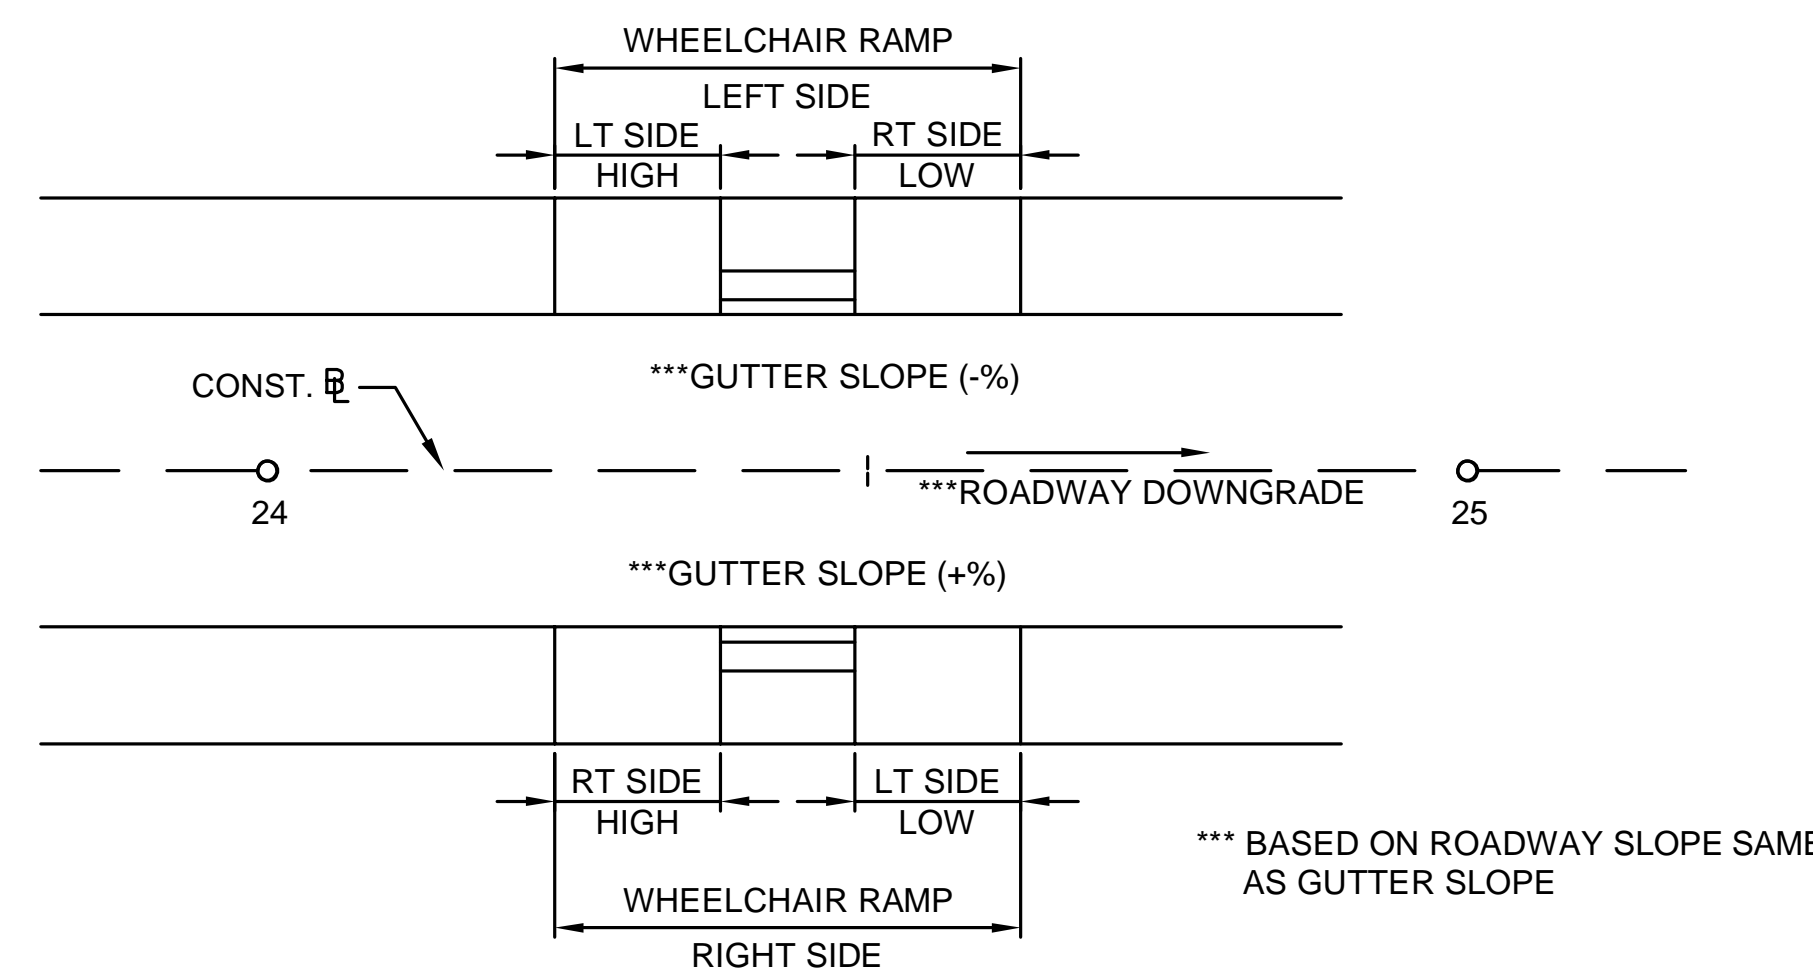 WHEELCHAIR RAMP
LEFT SIDE
LT SIDE
RT SIDE
HIGH
LOW
***GUTTER SLOPE (-%)
CONST. BL
***ROADWAY DOWNGRADE
24
25
***GUTTER SLOPE (+%)
RT SIDE
LT SIDE
HIGH
LOW
*** BASED ON ROADWAY SLOPE SAME
AS GUTTER SLOPE
WHEELCHAIR RAMP
RIGHT SIDE